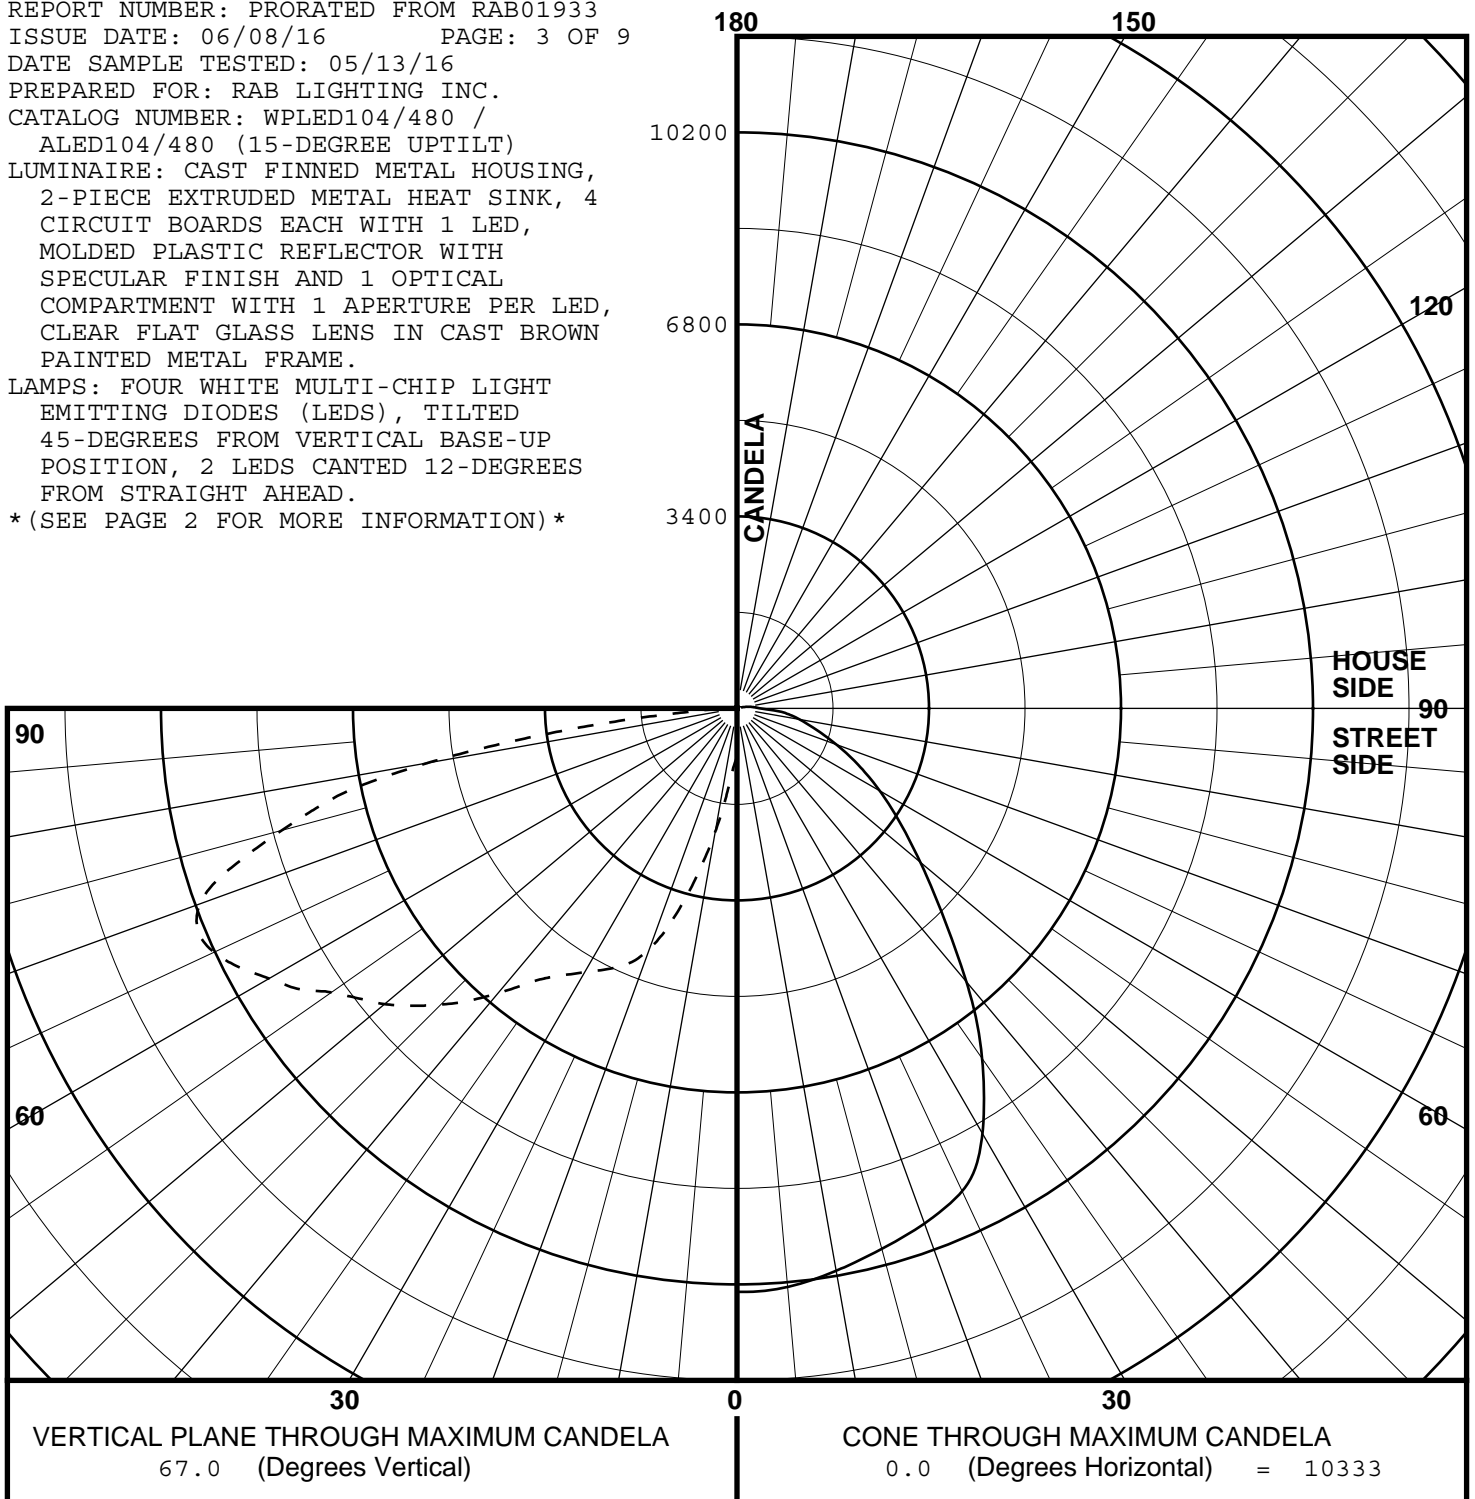 REPORT NUMBER: PRORATED FROM RAB01933
ISSUE DATE: 06/08/16 PAGE: 3 OF 9
DATE SAMPLE TESTED: 05/13/16
PREPARED FOR: RAB LIGHTING INC.
CATALOG NUMBER: WPLED104/480 /
ALED104/480 (15-DEGREE UPTILT)
LUMINAIRE: CAST FINNED METAL HOUSING,
2-PIECE EXTRUDED METAL HEAT SINK, 4
CIRCUIT BOARDS EACH WITH 1 LED,
MOLDED PLASTIC REFLECTOR WITH
SPECULAR FINISH AND 1 OPTICAL
COMPARTMENT WITH 1 APERTURE PER LED,
CLEAR FLAT GLASS LENS IN CAST BROWN
PAINTED METAL FRAME.
LAMPS: FOUR WHITE MULTI-CHIP LIGHT
EMITTING DIODES (LEDS), TILTED
45-DEGREES FROM VERTICAL BASE-UP
POSITION, 2 LEDS CANTED 12-DEGREES
FROM STRAIGHT AHEAD.
*(SEE PAGE 2 FOR MORE INFORMATION)*
180
150
10200
120
6800
CANDELA
3400
HOUSE
SIDE
90
90
STREET
SIDE
60
60
30
0
30
VERTICAL PLANE THROUGH MAXIMUM CANDELA
67.0 (Degrees Vertical)
CONE THROUGH MAXIMUM CANDELA
0.0 (Degrees Horizontal) = 10333